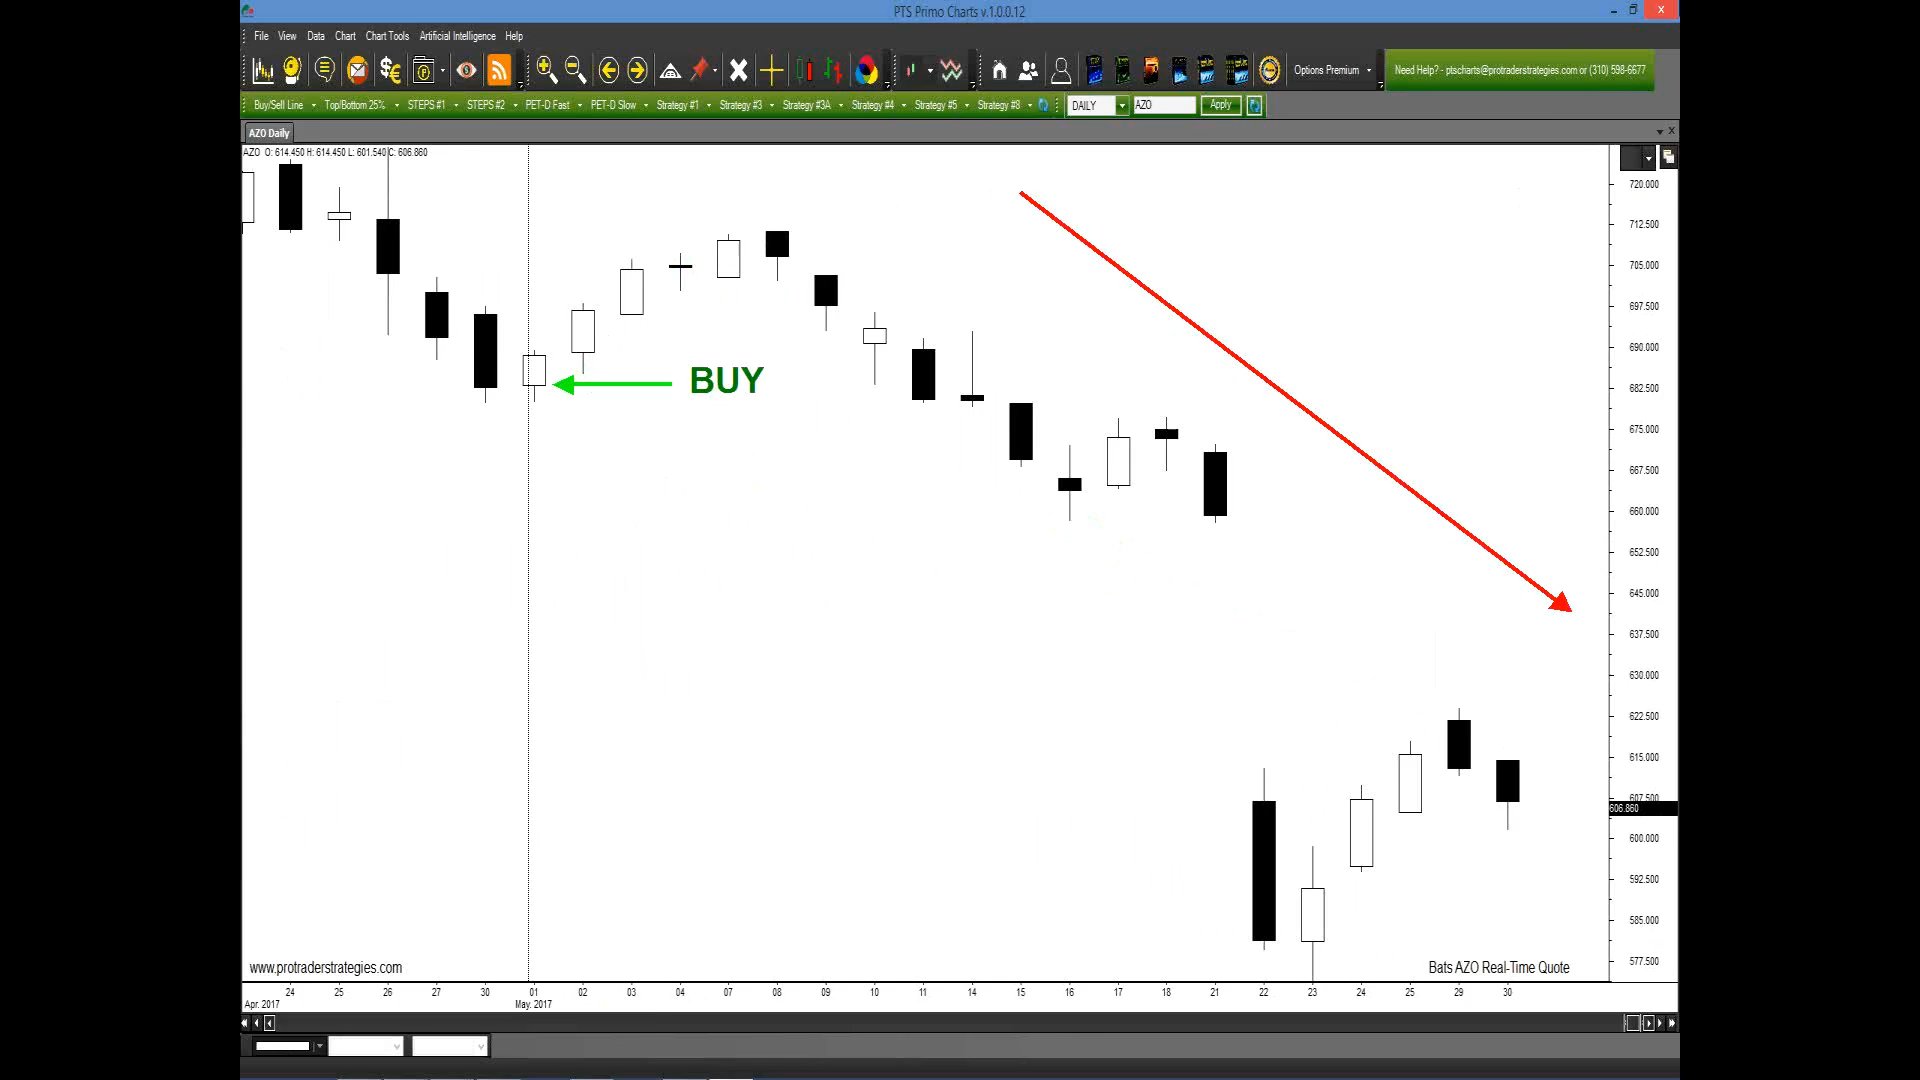 PTS Primo Charts v.1.0.0.12
File View Data Chart Chart Tools Artificial Intelligence Help
Options Premium
Need Help? - ptscharts@protraderstrategies.com or (310) 598-6677
Buy/Sell Line Top/Bottom 25% STEPS #1 STEPS #2 PET-D Fast PET-D Slow Strategy #1 Strategy #3 Strategy #3A Strategy #4 Strategy #5 Strategy #8 DAILY AZO Apply
AZO Daily
AZO O: 614.450 H: 614.450 L: 601.540 C: 606.860
720.000
712.500
705.000
697.500
690.000
BUY
682.500
675.000
667.500
660.000
652.500
645.000
637.500
630.000
622.500
615.000
607.500
606.860
600.000
592.500
585.000
577.500
www.protraderstrategies.com
Bats AZO Real-Time Quote
24 25 26 27 30 01 02 03 04 07 08 09 10 11 14 15 16 17 18 21 22 23 24 25 29 30
Apr. 2017 May. 2017